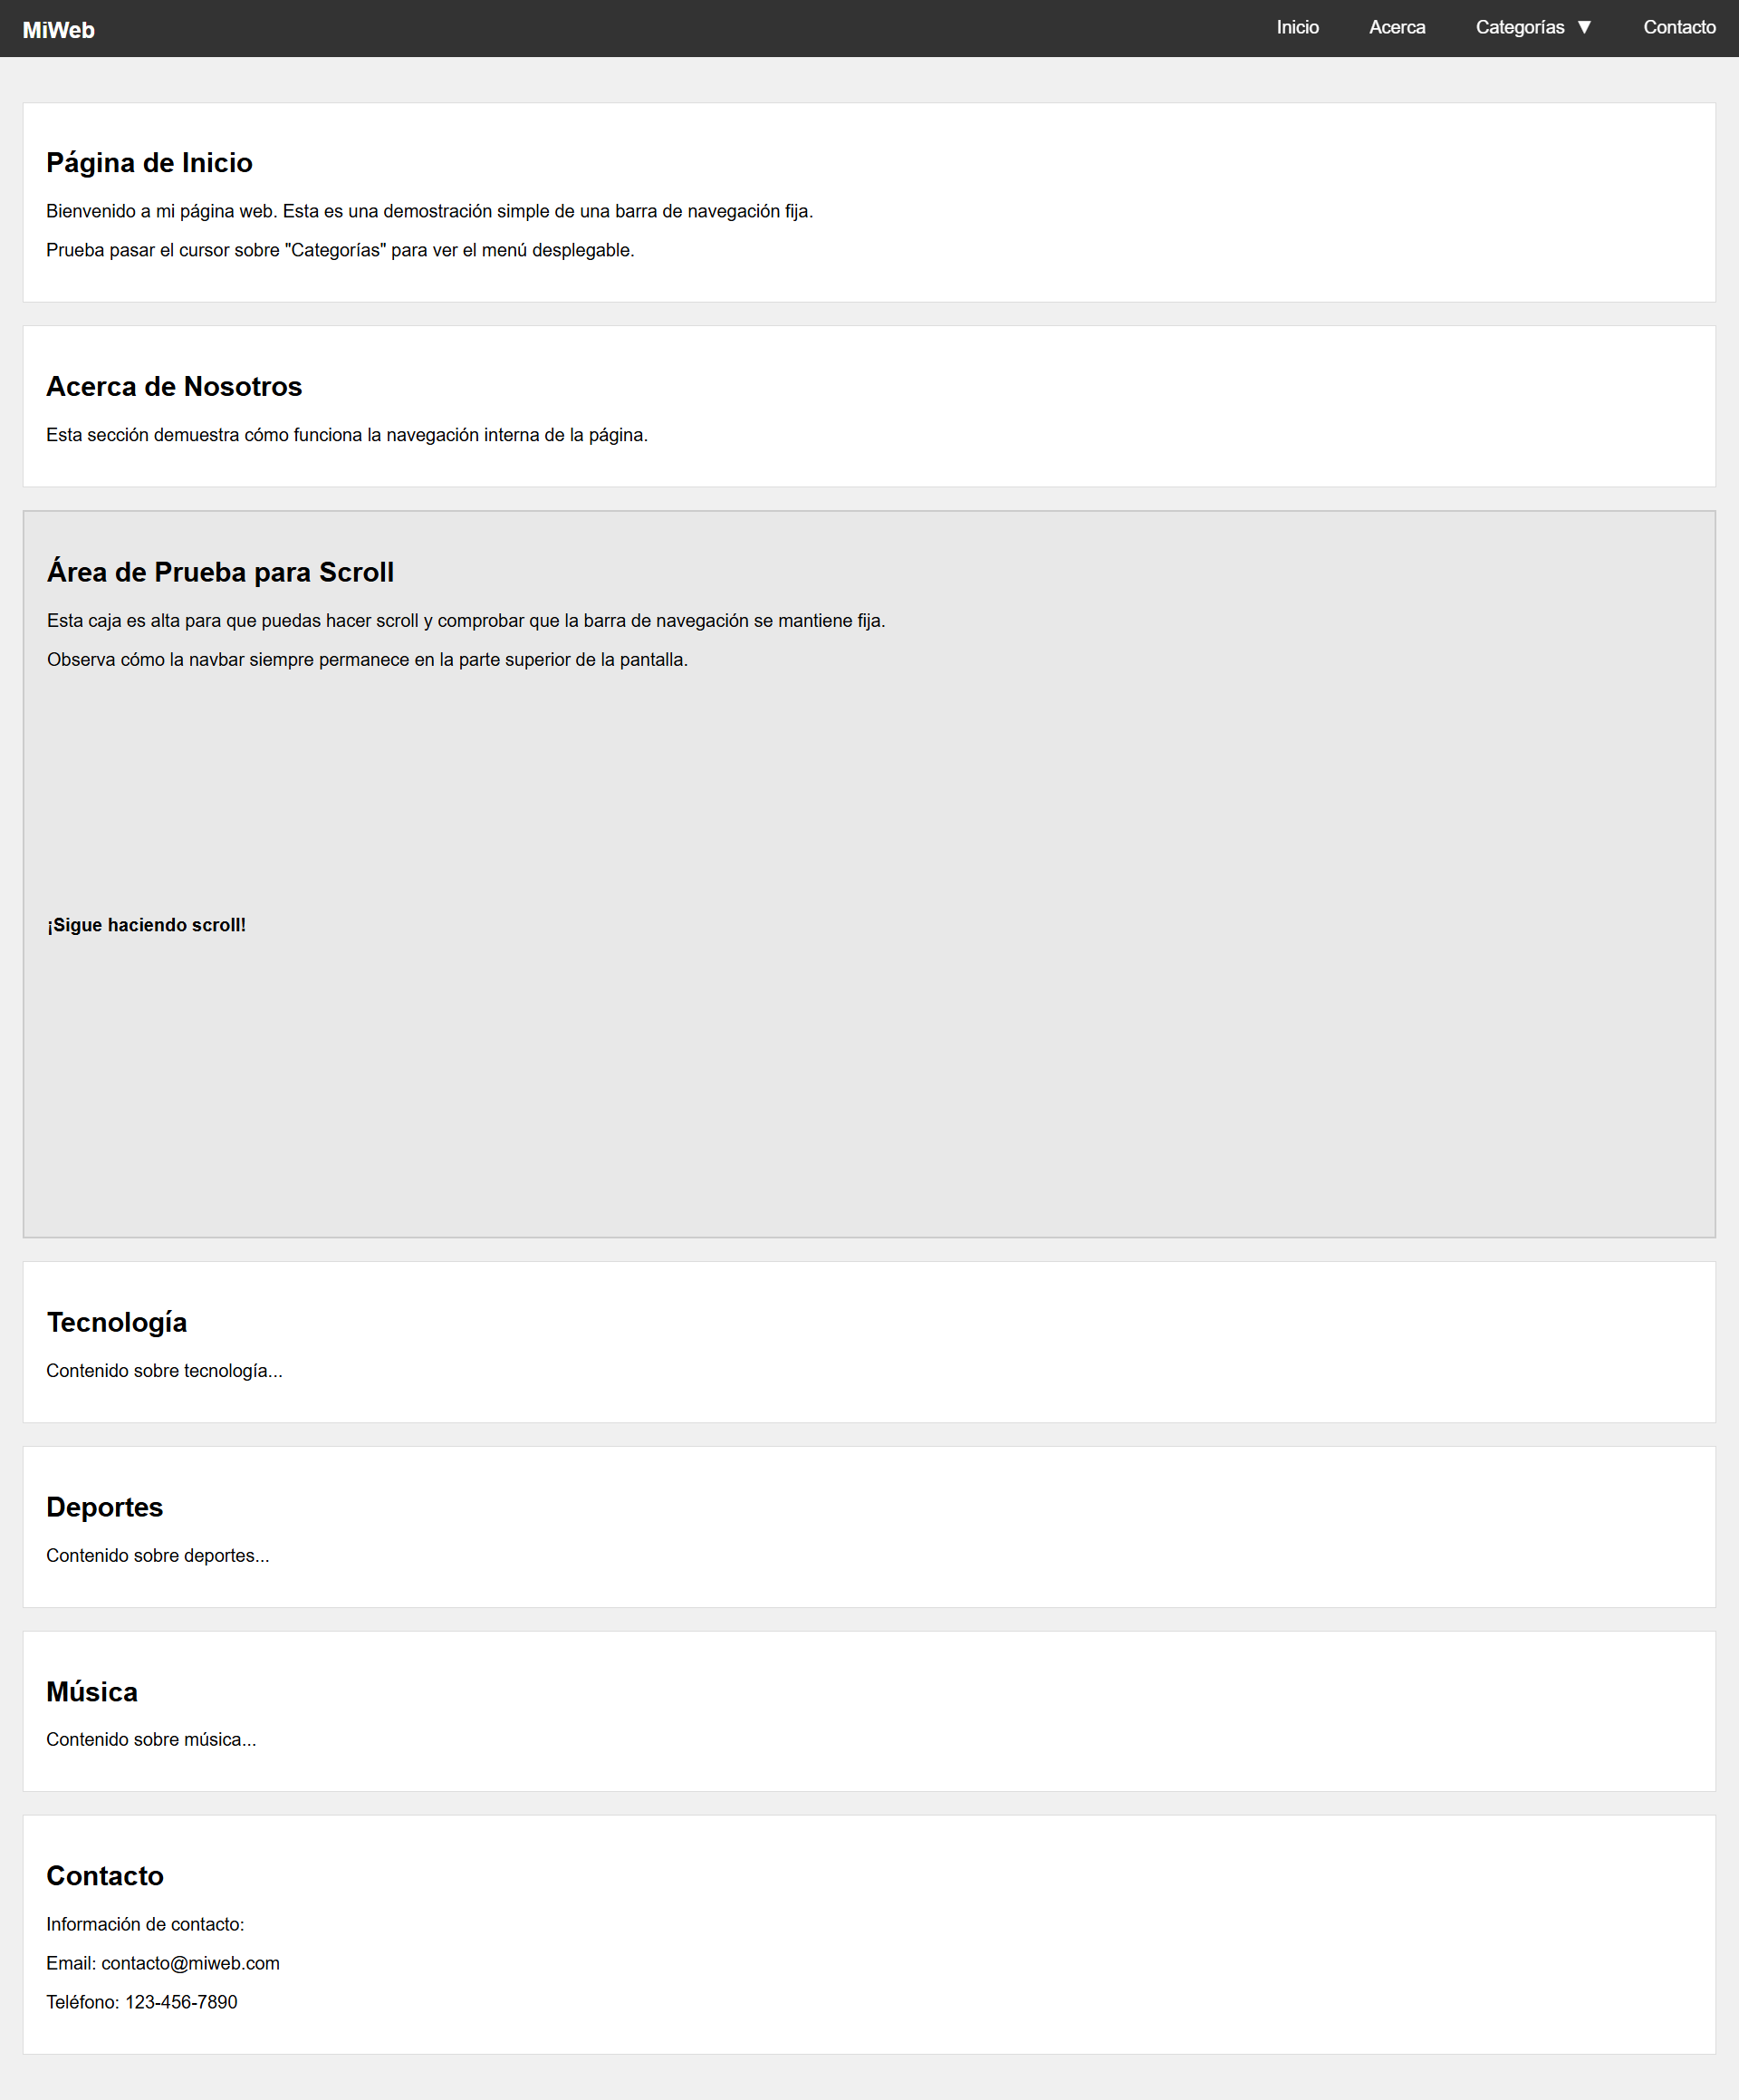 MiWeb
Inicio
Acerca
Categorías ▼
Contacto
Página de Inicio
Bienvenido a mi página web. Esta es una demostración simple de una barra de navegación fija.
Prueba pasar el cursor sobre "Categorías" para ver el menú desplegable.
Acerca de Nosotros
Esta sección demuestra cómo funciona la navegación interna de la página.
Área de Prueba para Scroll
Esta caja es alta para que puedas hacer scroll y comprobar que la barra de navegación se mantiene fija.
Observa cómo la navbar siempre permanece en la parte superior de la pantalla.
¡Sigue haciendo scroll!
Tecnología
Contenido sobre tecnología...
Deportes
Contenido sobre deportes...
Música
Contenido sobre música...
Contacto
Información de contacto:
Email: contacto@miweb.com
Teléfono: 123-456-7890